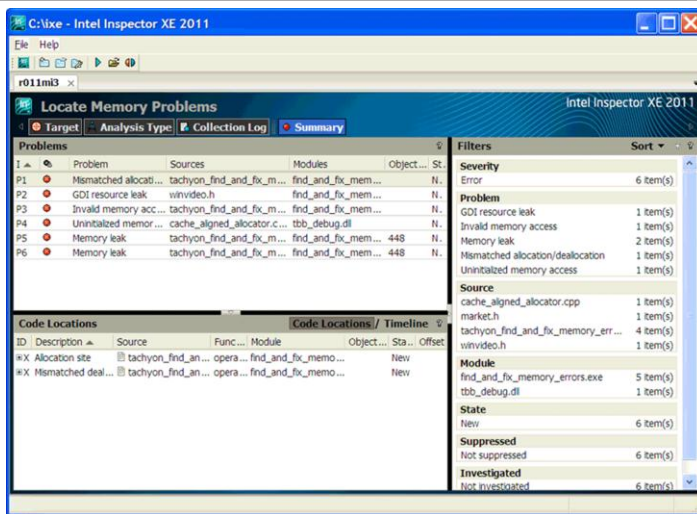 C:\ixe - Intel Inspector XE 2011
File Help
r011mi3 ×
Locate Memory Problems
Intel Inspector XE 2011
Target Analysis Type Collection Log Summary
Problems
I Problem Sources Modules Object... St.
P1 Mismatched allocati... tachyon_find_and_fix_m... find_and_fix_mem... N.
P2 GDI resource leak winvideo.h find_and_fix_mem... N.
P3 Invalid memory acc... tachyon_find_and_fix_m... find_and_fix_mem... N.
P4 Uninitialized memor... cache_aligned_allocator.c... tbb_debug.dll N.
P5 Memory leak tachyon_find_and_fix_m... find_and_fix_mem... 448 N.
P6 Memory leak tachyon_find_and_fix_m... find_and_fix_mem... 448 N.
Code Locations Code Locations / Timeline
ID Description Source Func... Module Object... Sta... Offset
X Allocation site tachyon_find_an... opera... find_and_fix_memo... New
X Mismatched deal... tachyon_find_an... opera... find_and_fix_memo... New
Filters Sort
Severity
Error 6 item(s)
Problem
GDI resource leak 1 item(s)
Invalid memory access 1 item(s)
Memory leak 2 item(s)
Mismatched allocation/deallocation 1 item(s)
Uninitialized memory access 1 item(s)
Source
cache_aligned_allocator.cpp 1 item(s)
market.h 1 item(s)
tachyon_find_and_fix_memory_err... 4 item(s)
winvideo.h 1 item(s)
Module
find_and_fix_memory_errors.exe 5 item(s)
tbb_debug.dll 1 item(s)
State
New 6 item(s)
Suppressed
Not suppressed 6 item(s)
Investigated
Not investigated 6 item(s)